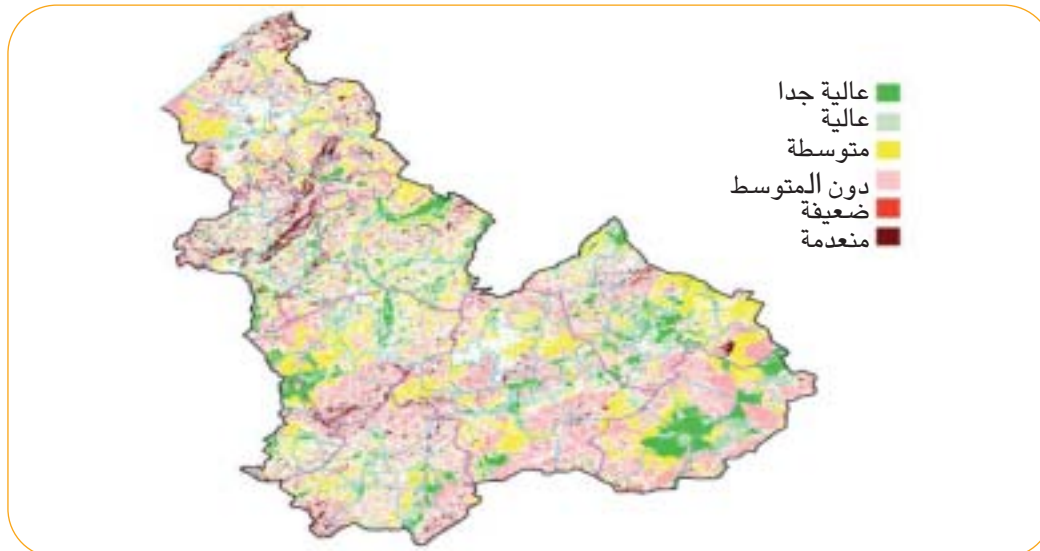 عالية جدا
عالية
متوسطة
دون المتوسط
ضعيفة
منعدمة